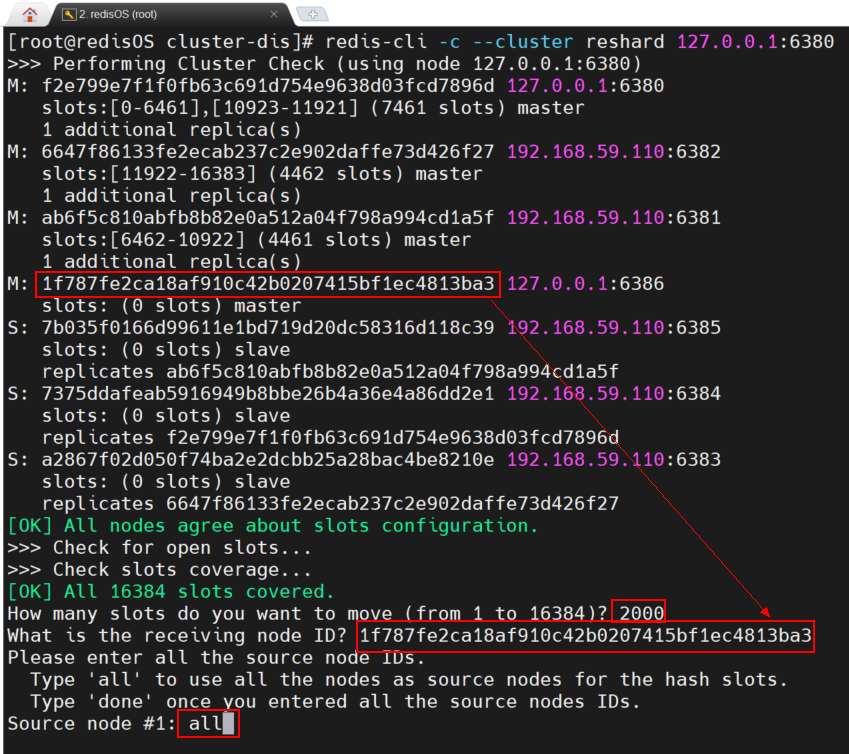 2. redisOS (root)
[root@redisOS cluster-dis]# redis-cli -c --cluster reshard 127.0.0.1:6380
>>> Performing Cluster Check (using node 127.0.0.1:6380)
M: f2e799e7f1f0fb63c691d754e9638d03fcd7896d 127.0.0.1:6380
   slots:[0-6461],[10923-11921] (7461 slots) master
   1 additional replica(s)
M: 6647f86133fe2ecab237c2e902daffe73d426f27 192.168.59.110:6382
   slots:[11922-16383] (4462 slots) master
   1 additional replica(s)
M: ab6f5c810abfb8b82e0a512a04f798a994cd1a5f 192.168.59.110:6381
   slots:[6462-10922] (4461 slots) master
   1 additional replica(s)
M: 1f787fe2ca18af910c42b0207415bf1ec4813ba3 127.0.0.1:6386
   slots: (0 slots) master
S: 7b035f0166d99611e1bd719d20dc58316d118c39 192.168.59.110:6385
   slots: (0 slots) slave
   replicates ab6f5c810abfb8b82e0a512a04f798a994cd1a5f
S: 7375ddafeab5916949b8bbe26b4a36e4a86dd2e1 192.168.59.110:6384
   slots: (0 slots) slave
   replicates f2e799e7f1f0fb63c691d754e9638d03fcd7896d
S: a2867f02d050f74ba2e2dcbb25a28bac4be8210e 192.168.59.110:6383
   slots: (0 slots) slave
   replicates 6647f86133fe2ecab237c2e902daffe73d426f27
[OK] All nodes agree about slots configuration.
>>> Check for open slots...
>>> Check slots coverage...
[OK] All 16384 slots covered.
How many slots do you want to move (from 1 to 16384)? 2000
What is the receiving node ID? 1f787fe2ca18af910c42b0207415bf1ec4813ba3
Please enter all the source node IDs.
  Type 'all' to use all the nodes as source nodes for the hash slots.
  Type 'done' once you entered all the source nodes IDs.
Source node #1: all